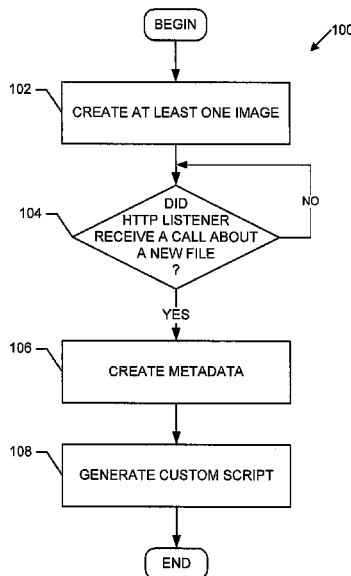 BEGIN
100
102
CREATE AT LEAST ONE IMAGE
DID
HTTP LISTENER
RECEIVE A CALL ABOUT
A NEW FILE
?
104
NO
YES
106
CREATE METADATA
108
GENERATE CUSTOM SCRIPT
END